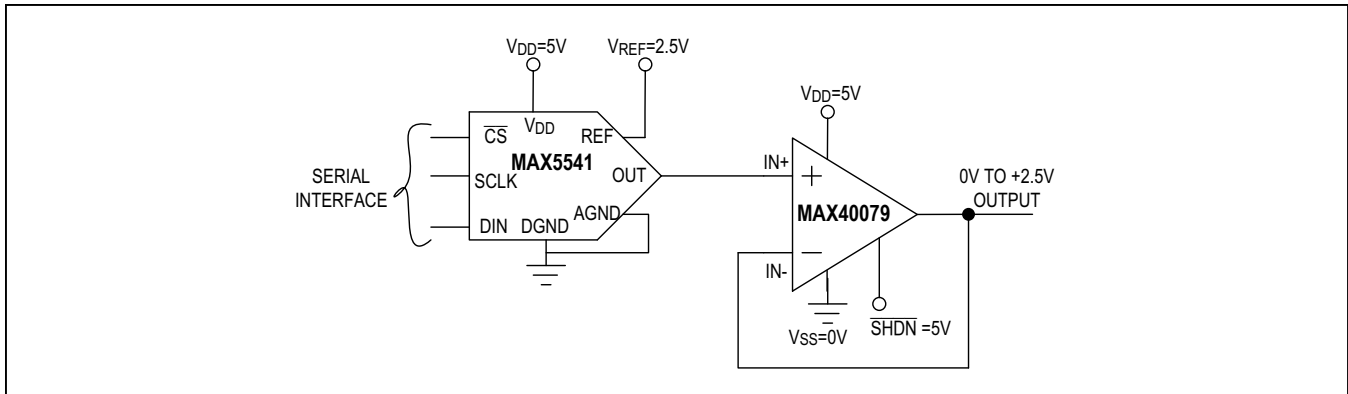 VDD=5V
VREF=2.5V
VDD
CS
REF
MAX5541
SCLK
OUT
SERIAL
INTERFACE
AGND
DIN
DGND
VDD=5V
IN+
+
MAX40079
−
IN-
0V TO +2.5V
OUTPUT
VSS=0V
SHDN =5V